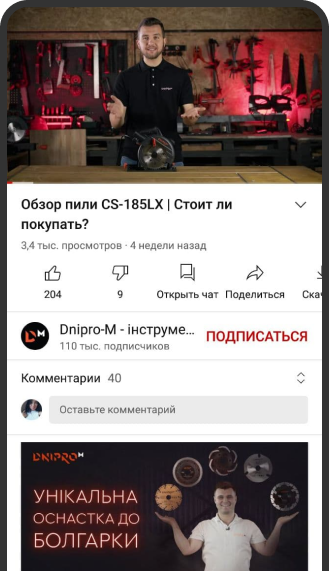 Обзор пили CS-185LX | Стоит ли
покупать?
3,4 тыс. просмотров · 4 недели назад
204
9
Открыть чат
Поделиться
Скач
Dnipro-M - інструме...
110 тыс. подписчиков
ПОДПИСАТЬСЯ
Комментарии 40
Оставьте комментарий
DNIPRO M
УНІКАЛЬНА
ОСНАСТКА ДО
БОЛГАРКИ